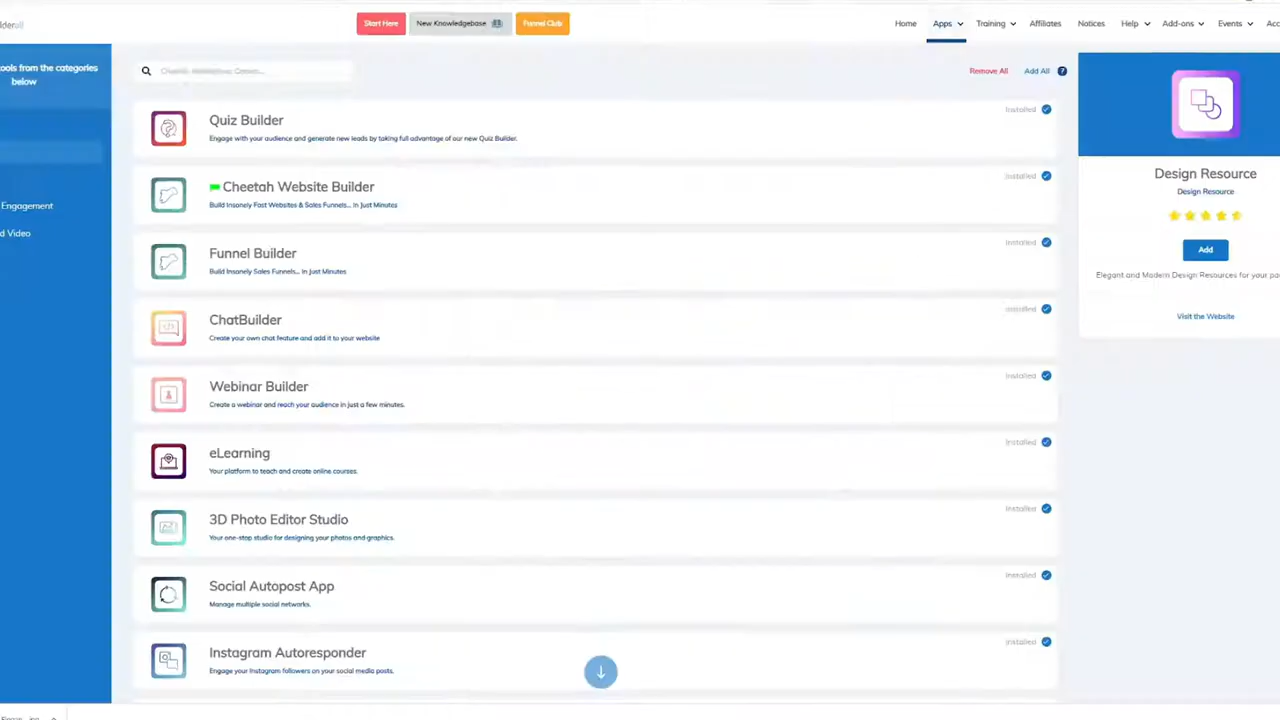 lderall
Start Here
New Knowledgebase
Funnel Club
Home
Apps
Training
Affiliates
Notices
Help
Add-ons
Events
Acc
ools from the categories
below
Engagement
d Video
Remove All
Add All
?
Quiz Builder
Engage with your audience and generate new leads by taking full advantage of our new Quiz Builder.
Installed
Cheetah Website Builder
Build Insanely Fast Websites & Sales Funnels... in Just Minutes
Installed
Funnel Builder
Build Insanely Sales Funnels... in Just Minutes
Installed
ChatBuilder
Create your own chat feature and add it to your website
Installed
Webinar Builder
Create a webinar and reach your audience in just a few minutes.
Installed
eLearning
Your platform to teach and create online courses.
Installed
3D Photo Editor Studio
Your one-stop studio for designing your photos and graphics.
Installed
Social Autopost App
Manage multiple social networks.
Installed
Instagram Autoresponder
Engage your Instagram followers on your social media posts.
Installed
Design Resource
Design Resource
Add
Elegant and Modern Design Resources for your pa
Visit the Website